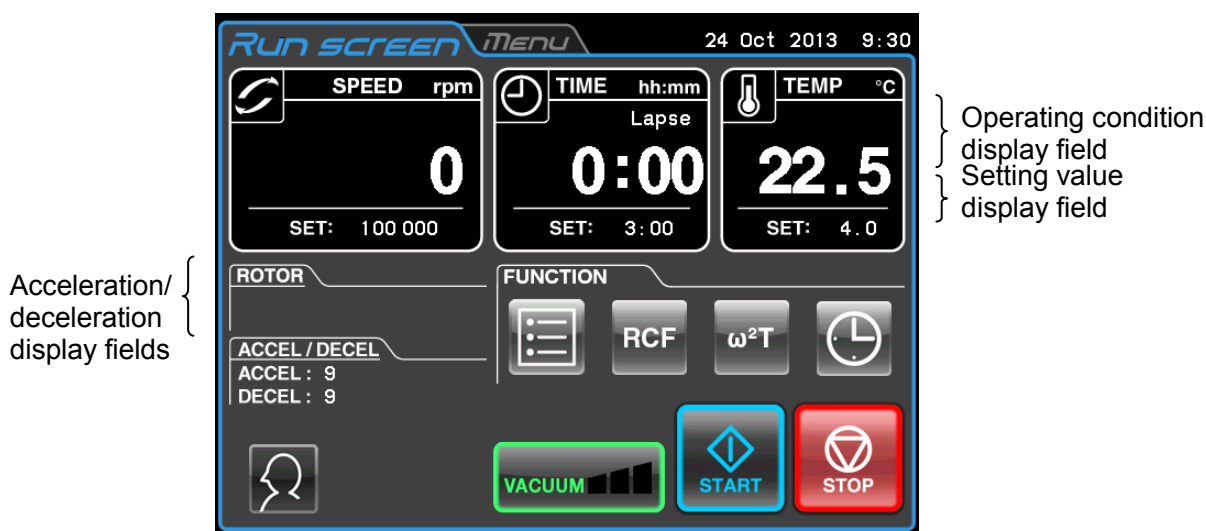 Run screen Menu 24 Oct 2013 9:30
SPEED rpm
0
SET: 100 000
TIME hh:mm
Lapse
0:00
SET: 3:00
TEMP °C
22.5
SET: 4.0
Operating condition
display field
Setting value
display field
Acceleration/
deceleration
display fields
ROTOR
ACCEL / DECEL
ACCEL : 9
DECEL : 9
FUNCTION
RCF ω²T
VACUUM
START
STOP